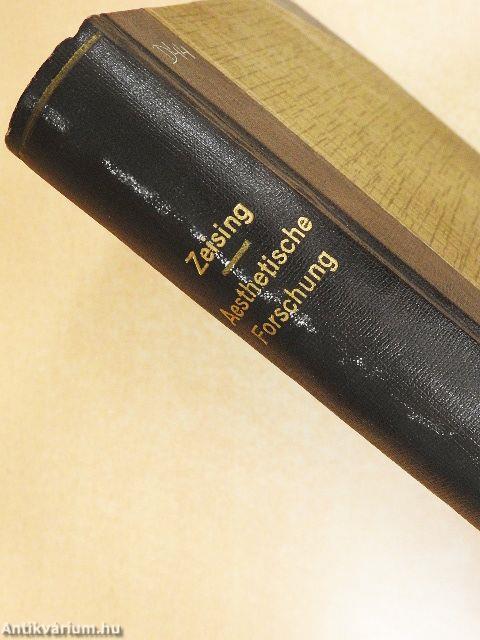 Zeising
Aesthetische
Forschung
Antikvárium.hu